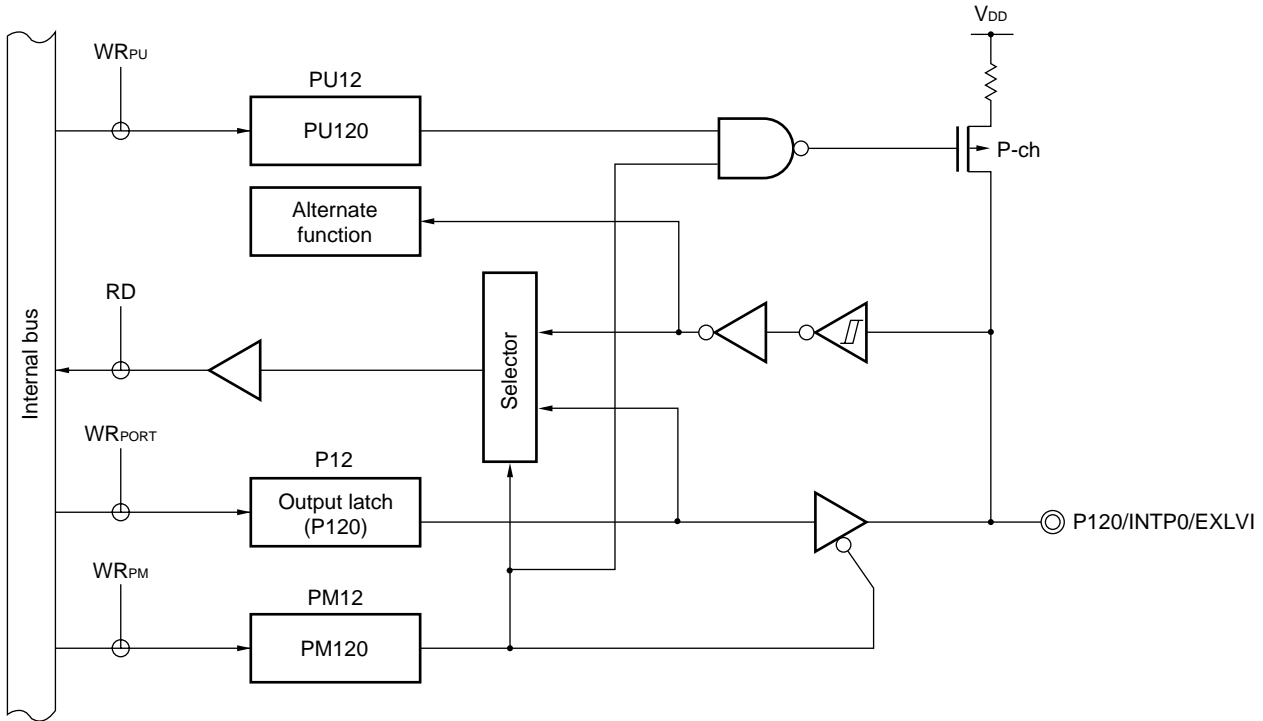 VDD
WRPU
PU12
PU120
P-ch
Alternate
function
RD
Internal bus
Selector
WRPORT
P12
Output latch
(P120)
P120/INTP0/EXLVI
WRPM
PM12
PM120